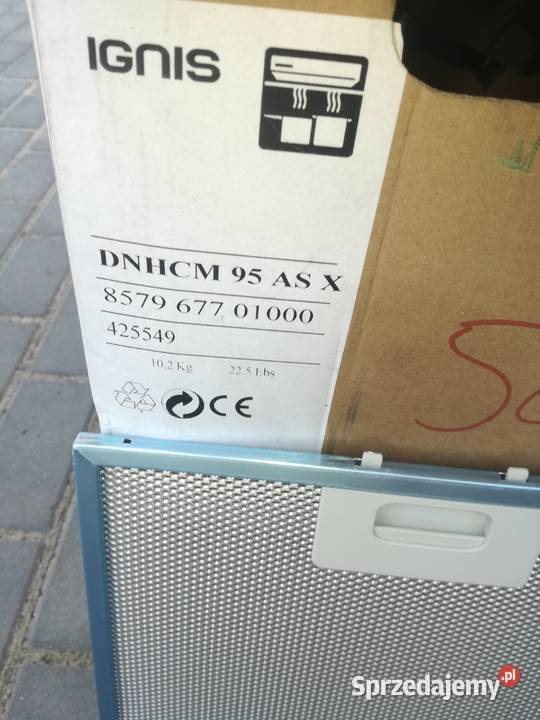 IGNIS
DNHCM 95 AS X
8579 677 01000
425549
10.2 Kg 22.5 Lbs
CE
Sprzedajemy.pl